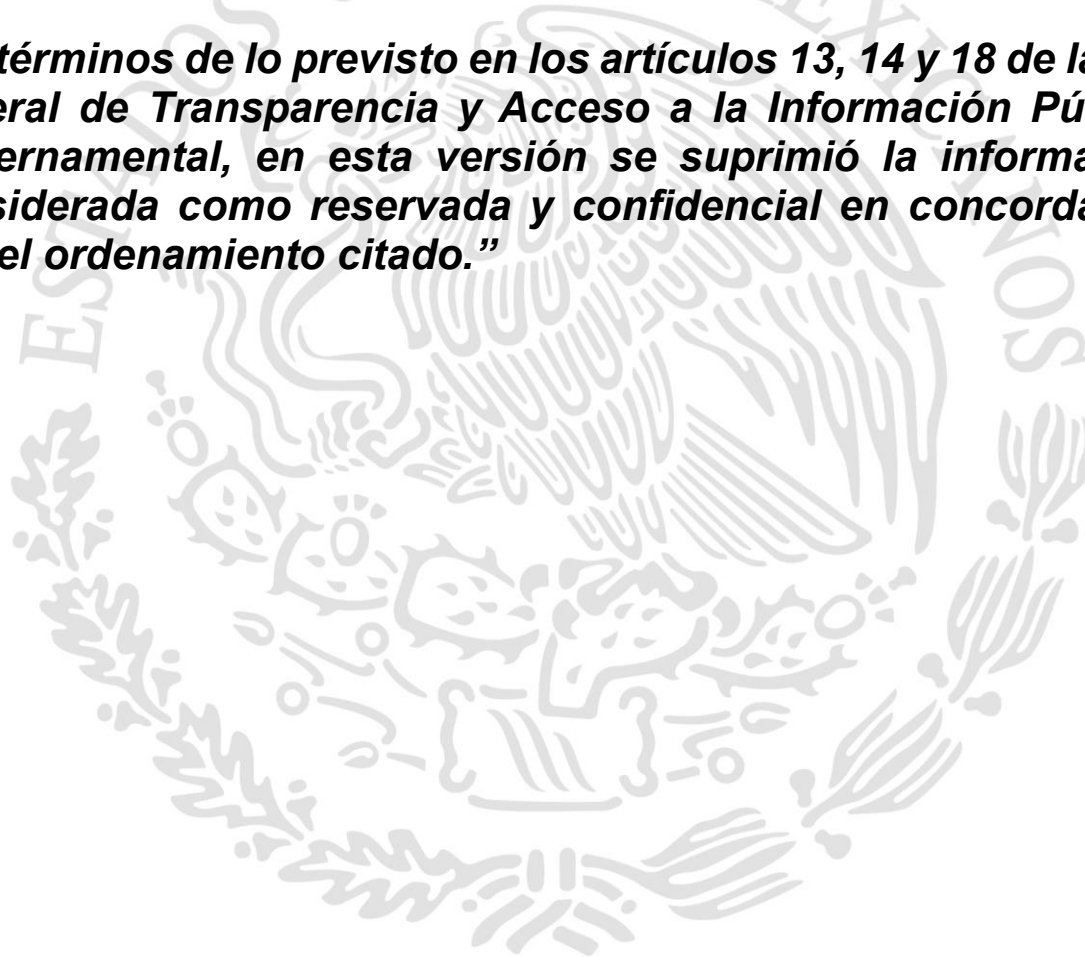 términos de lo previsto en los artículos 13, 14 y 18 de la
eral de Transparencia y Acceso a la Información Pú
ernamental, en esta versión se suprimió la informa
siderada como reservada y confidencial en concorda
el ordenamiento citado.”